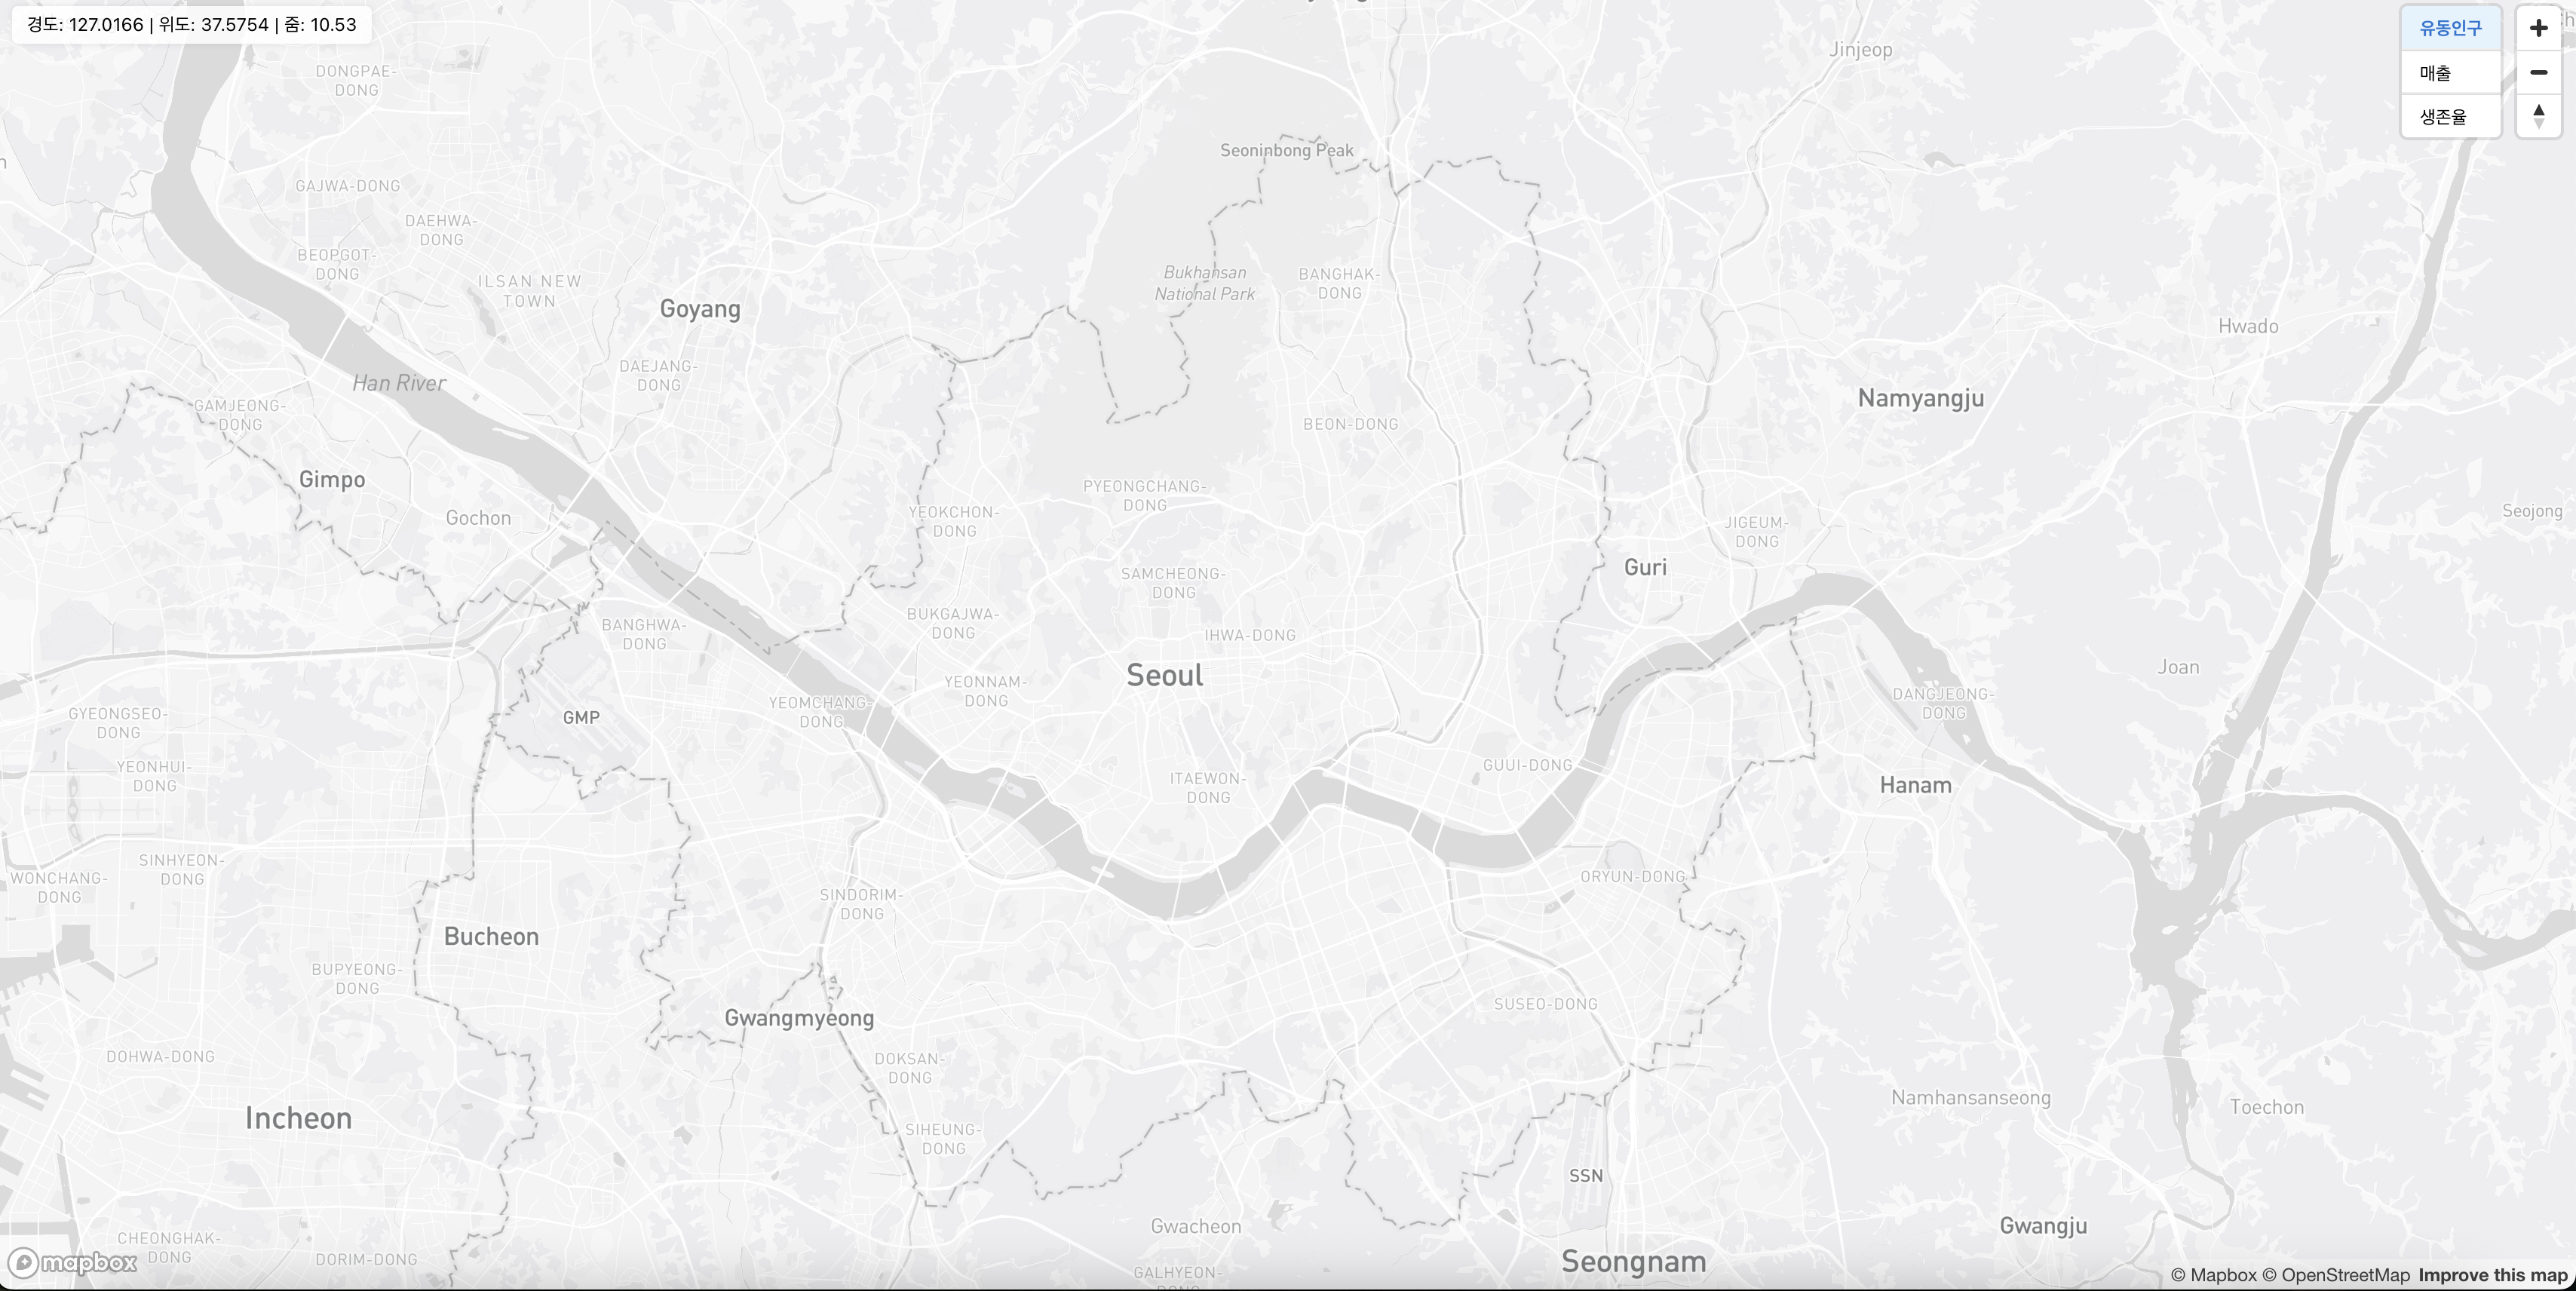 경도: 127.0166 | 위도: 37.5754 | 줌: 10.53
유동인구
매출
생존율
Jinjeop
DONGPAE-
DONG
Seoninbong Peak
GAJWA-DONG
DAEHWA-
DONG
BEOPGOT-
DONG
ILSAN NEW
TOWN
Bukhansan
National Park
BANGHAK-
DONG
Goyang
Hwado
DAEJANG-
DONG
Han River
Namyangju
GAMJEONG-
DONG
BEON-DONG
Gimpo
PYEONGCHANG-
DONG
Gochon
YEOKCHON-
DONG
JIGEUM-
DONG
Seojong
Guri
SAMCHEONG-
DONG
BUKGAJWA-
DONG
BANGHWA-
DONG
IHWA-DONG
Seoul
Joan
YEONNAM-
DONG
DANGJEONG-
DONG
YEOMCHANG-
DONG
GMP
GYEONGSEO-
DONG
GUUI-DONG
YEONHUI-
DONG
ITAEWON-
DONG
Hanam
SINHYEON-
DONG
WONCHANG-
DONG
ORYUN-DONG
SINDORIM-
DONG
Bucheon
BUPYEONG-
DONG
SUSEO-DONG
Gwangmyeong
DOHWA-DONG
DOKSAN-
DONG
Namhansanseong
Toechon
Incheon
SIHEUNG-
DONG
SSN
Gwacheon
Gwangju
CHEONGHAK-
DONG
DORIM-DONG
Seongnam
GALHYEON-
mapbox
© Mapbox © OpenStreetMap Improve this map